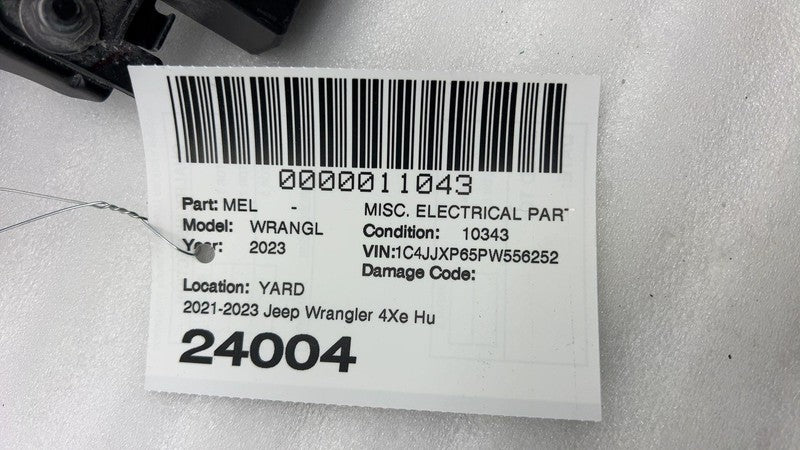 0000011043
Part: MEL - MISC. ELECTRICAL PART
Model: WRANGL Condition: 10343
Year: 2023 VIN:1C4JJXP65PW556252
Damage Code:
Location: YARD
2021-2023 Jeep Wrangler 4Xe Hu
24004